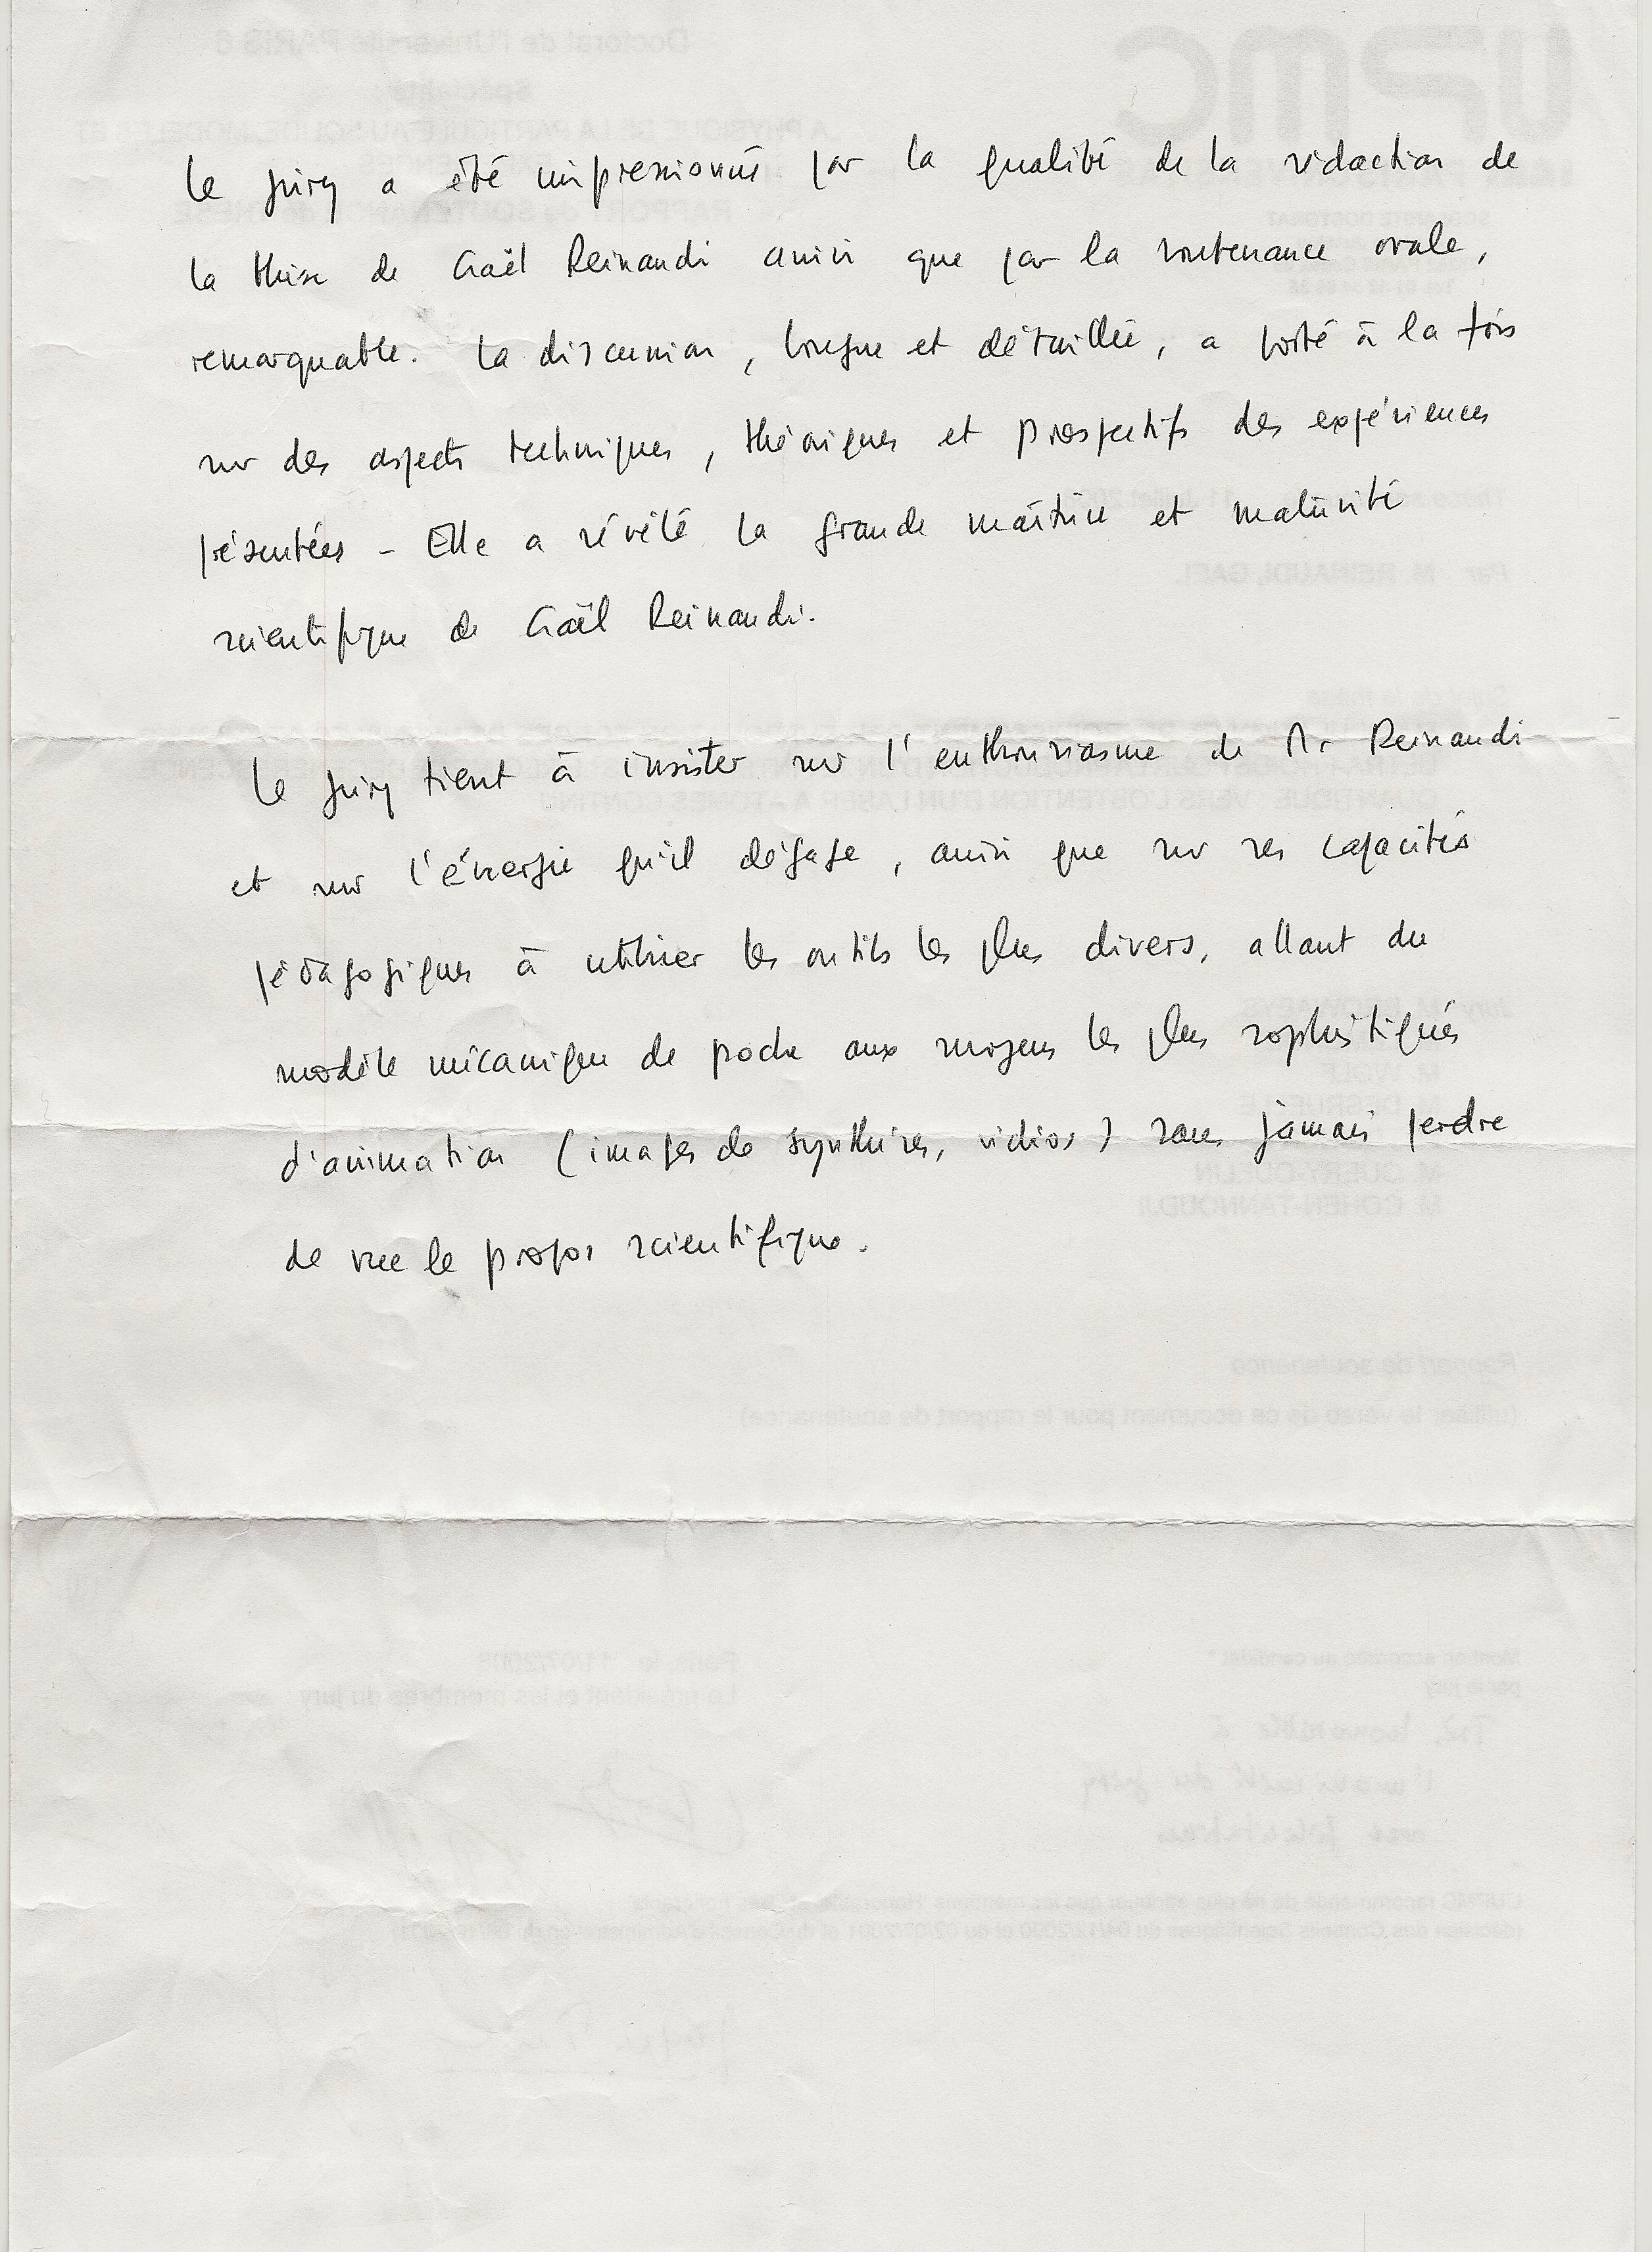 Le jury a été impressionné par la qualité de la rédaction de
la thèse de Gaël Reinaudi ainsi que par la soutenance orale,
remarquable. La discussion, longue et détaillée, a porté à la fois
sur des aspects techniques, théoriques et prospectifs des expériences
présentées - Elle a révélé la grande maîtrise et maturité
scientifique de Gaël Reinaudi.
Le jury tient à insister sur l'enthousiasme de Mr Reinaudi
et sur l'énergie qu'il dégage, ainsi que sur ses capacités
pédagogiques à utiliser les outils les plus divers, allant du
modèle mécanique de poche aux moyens les plus sophistiqués
d'animation (images de synthèses, vidéos) sans jamais perdre
de vue le propos scientifique.